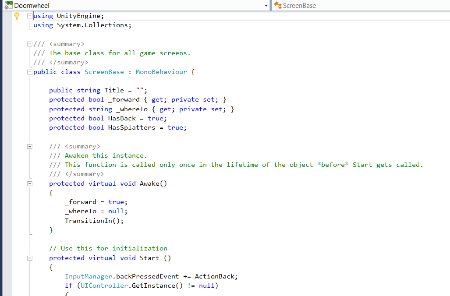 Doomwheel
ScreenBase
using UnityEngine;
using System.Collections;
/// <summary>
/// The base class for all game screens.
/// </summary>
public class ScreenBase : MonoBehaviour {
public string Title = "";
protected bool _forward { get; private set; }
protected string _whereTo { get; private set; }
protected bool HasBack = true;
protected bool HasSplatters = true;
/// <summary>
/// Awaken this instance.
/// This function is called only once in the lifetime of the object *before* Start gets called.
/// </summary>
protected virtual void Awake()
{
_forward = true;
_whereTo = null;
TransitionIn();
}
// Use this for initialization
protected virtual void Start ()
{
InputManager.backPressedEvent += ActionBack;
if (UIController.GetInstance() != null)
{